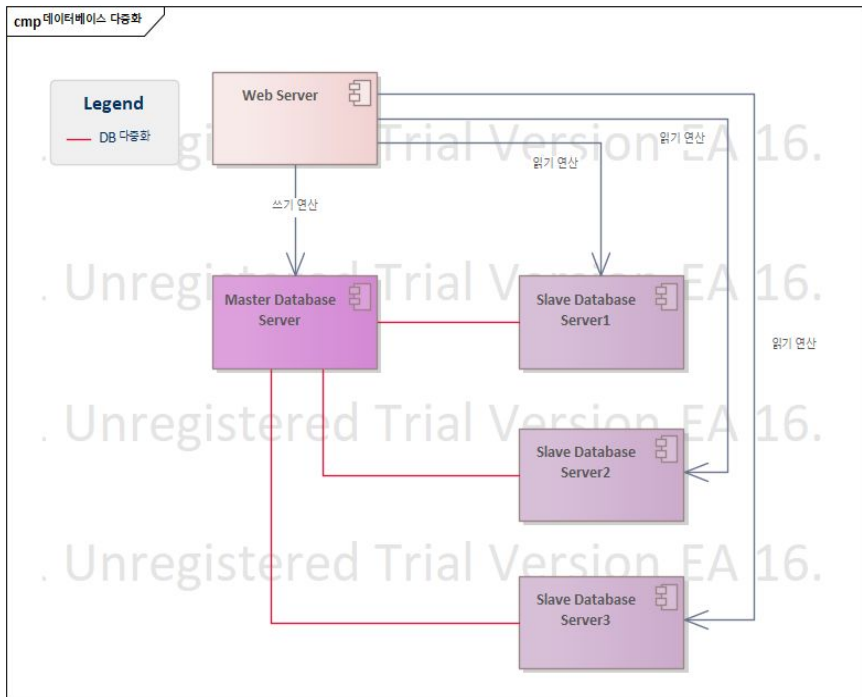 cmp 데이터베이스 다중화
Legend
DB 다중화
Web Server
. Unregistered Trial Version EA 16.
읽기 연산
읽기 연산
쓰기 연산
. Unregistered Trial Version EA 16.
Master Database
Server
Slave Database
Server1
읽기 연산
. Unregistered Trial Version EA 16.
Slave Database
Server2
. Unregistered Trial Version EA 16.
Slave Database
Server3